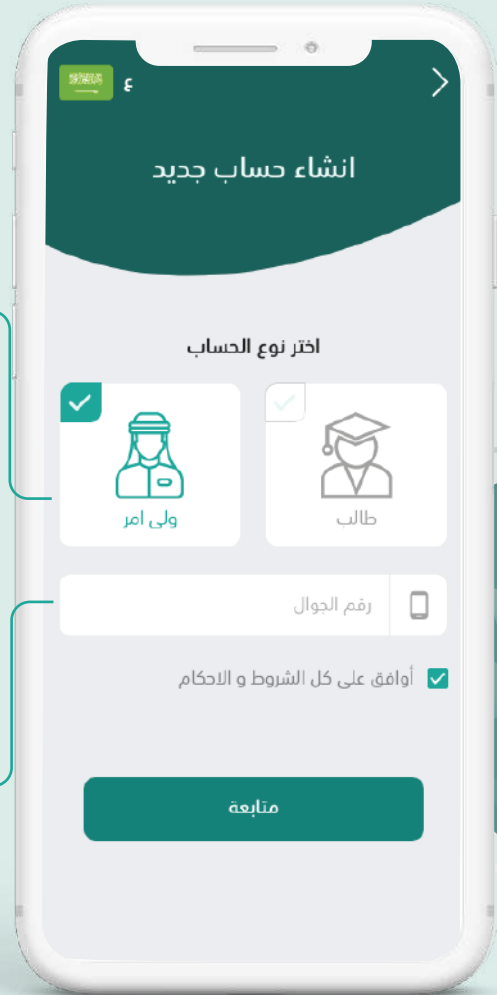 ع
انشاء حساب جديد
اختر نوع الحساب
طالب
ولى امر
رقم الجوال
أوافق على كل الشروط و الاحكام
متابعة